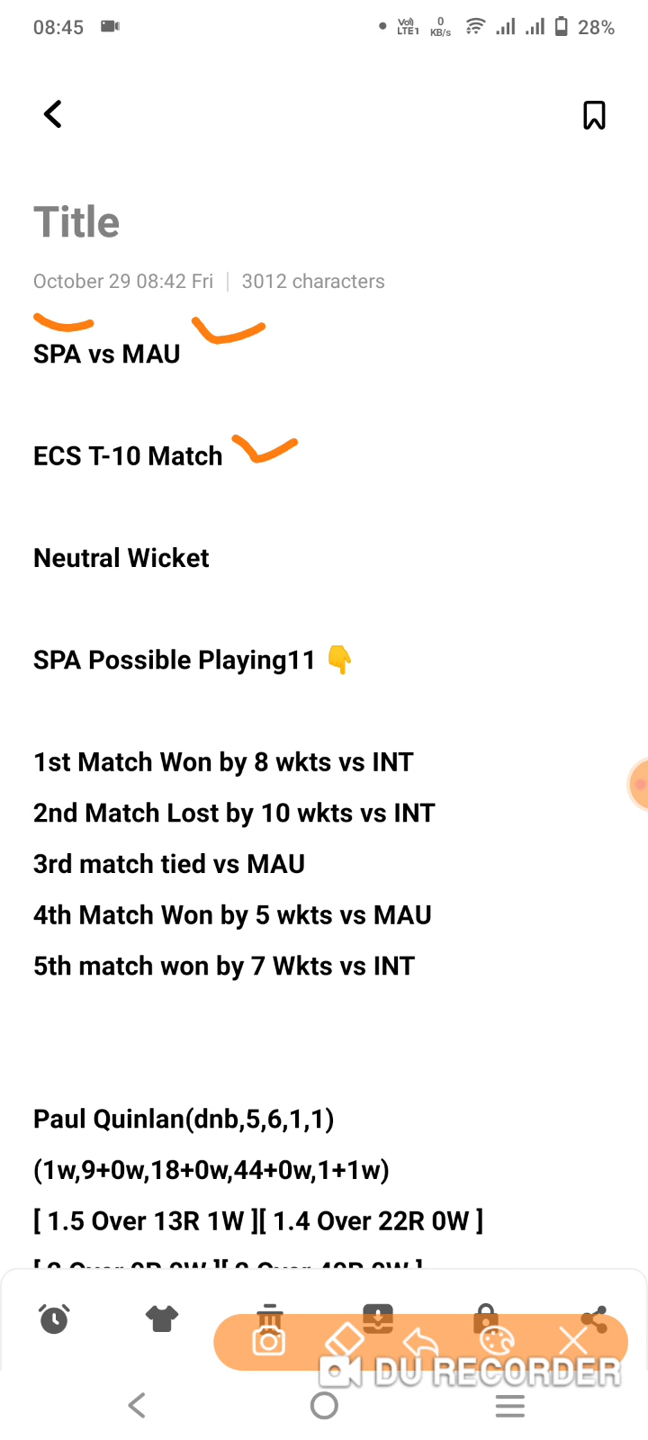 08:45
Vo) LTE1 0 KB/s 28%
Title
October 29 08:42 Fri | 3012 characters
SPA vs MAU
ECS T-10 Match
Neutral Wicket
SPA Possible Playing11 👇
1st Match Won by 8 wkts vs INT
2nd Match Lost by 10 wkts vs INT
3rd match tied vs MAU
4th Match Won by 5 wkts vs MAU
5th match won by 7 Wkts vs INT
Paul Quinlan(dnb,5,6,1,1)
(1w,9+0w,18+0w,44+0w,1+1w)
[ 1.5 Over 13R 1W ][ 1.4 Over 22R 0W ]
DU RECORDER